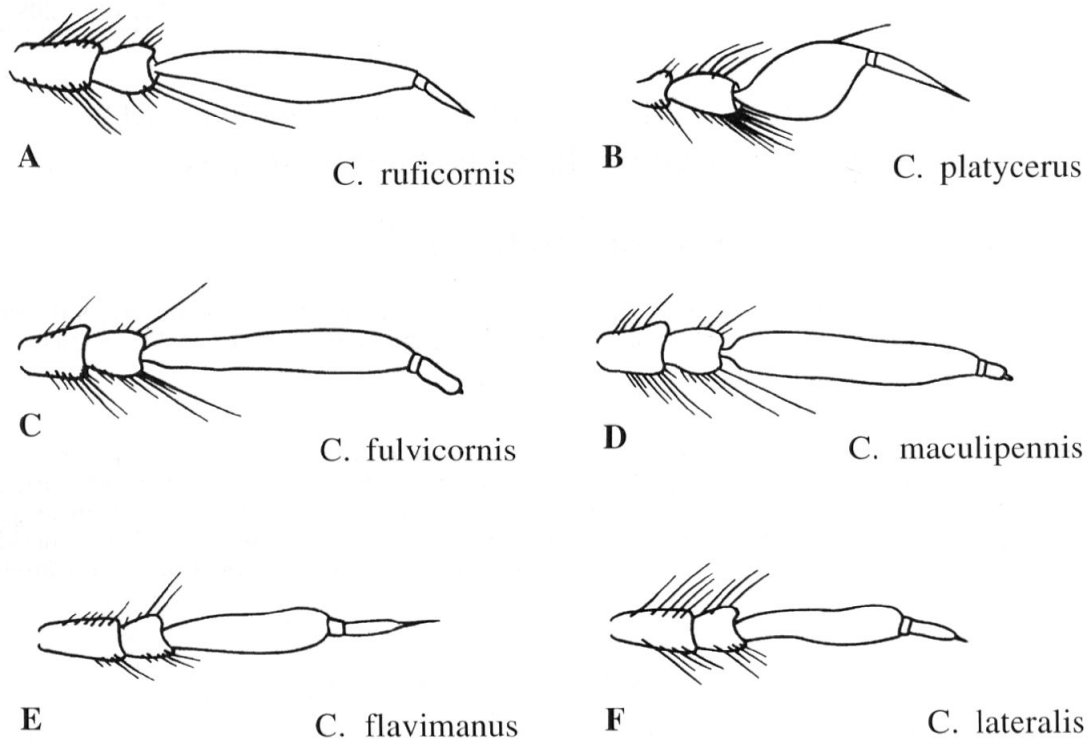 A
C. ruficornis
B
C. platycerus
C
C. fulvicornis
D
C. maculipennis
E
C. flavimanus
F
C. lateralis